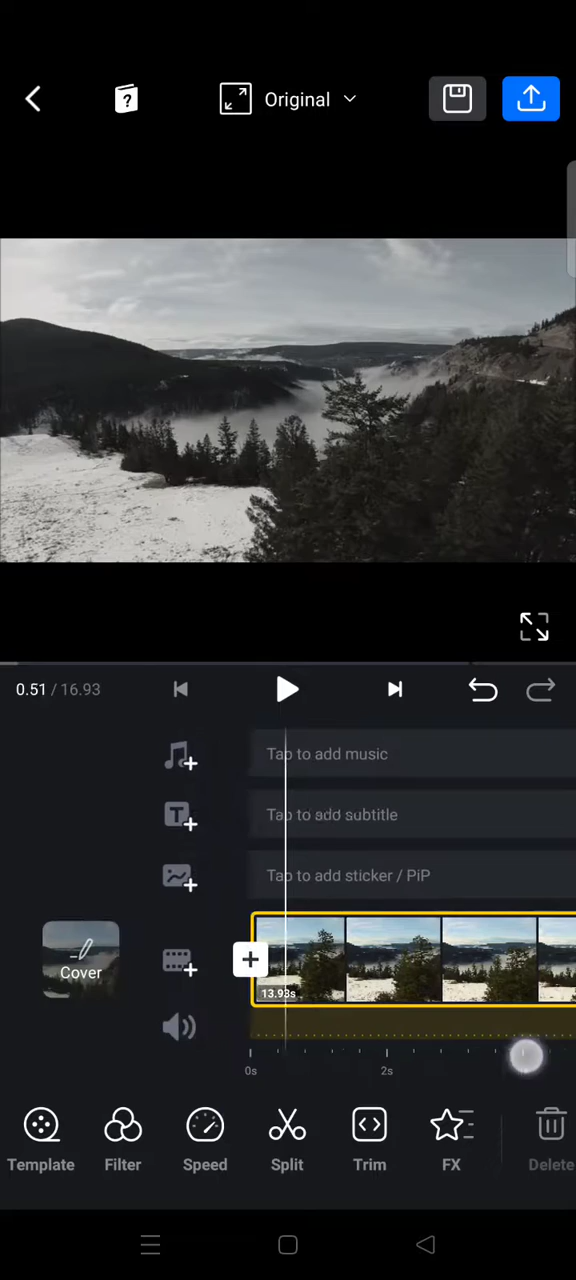 ?
Original
0.51 / 16.93
Tap to add music
T
Tap to add subtitle
Tap to add sticker / PiP
Cover
13.93s
0s
2s
Template
Filter
Speed
Split
Trim
FX
Delete